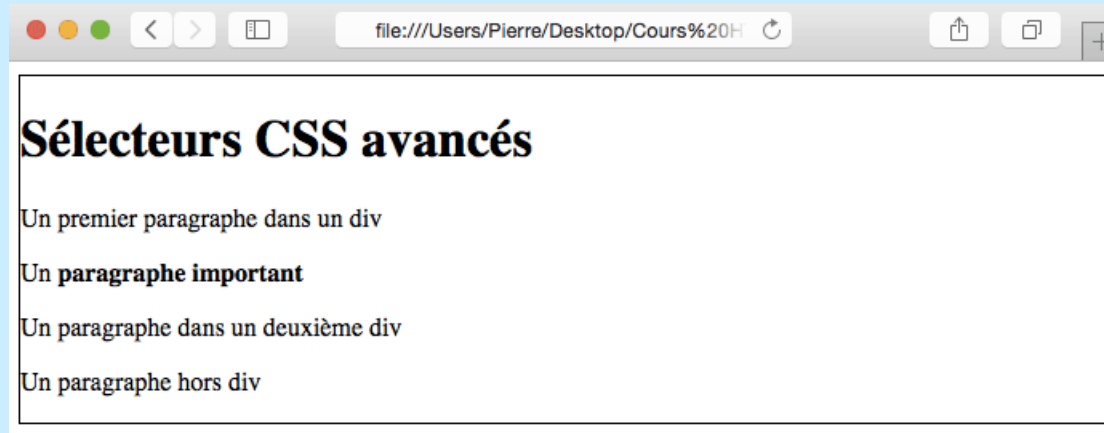 file:///Users/Pierre/Desktop/Cours%20H
Sélecteurs CSS avancés
Un premier paragraphe dans un div
Un paragraphe important
Un paragraphe dans un deuxième div
Un paragraphe hors div